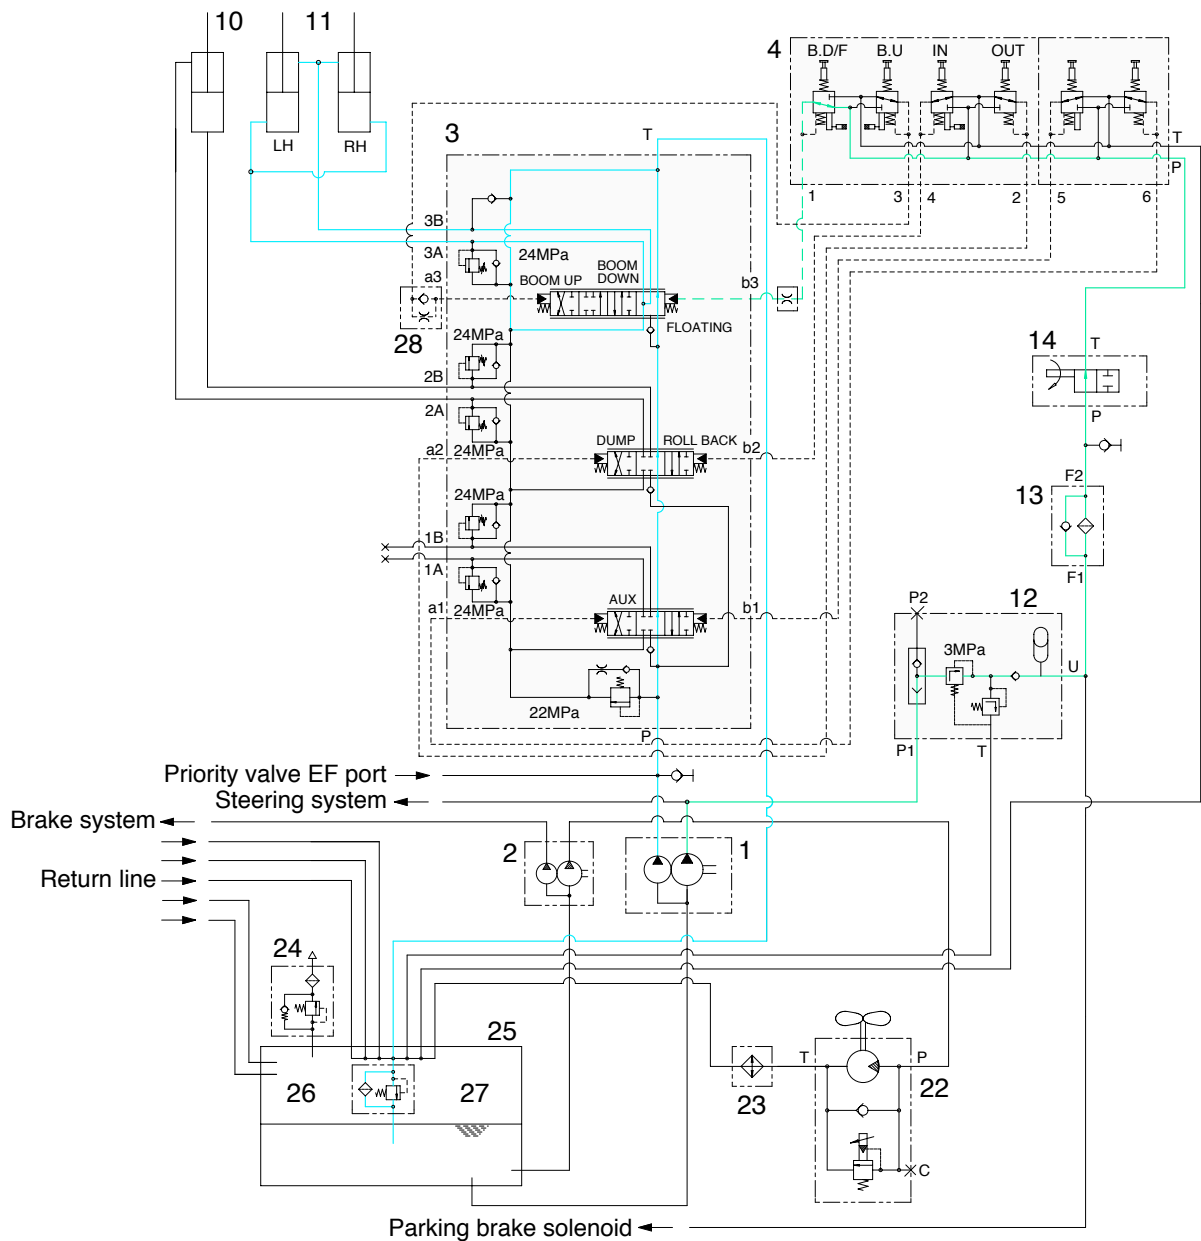 10
11
4
B.D/F
B.U
IN
OUT
LH
RH
3
T
T
P
1
3
4
2
5
6
3B
3A
24MPa
BOOM
DOWN
a3
BOOM UP
b3
FLOATING
28
24MPa
14
T
2B
2A
P
DUMP
ROLL BACK
a2
24MPa
b2
F2
13
24MPa
1B
1A
F1
AUX
P2
12
a1
24MPa
b1
3MPa
U
22MPa
P
P1
T
Priority valve EF port
Steering system
Brake system
2
1
Return line
24
25
T
P
26
27
23
22
C
Parking brake solenoid